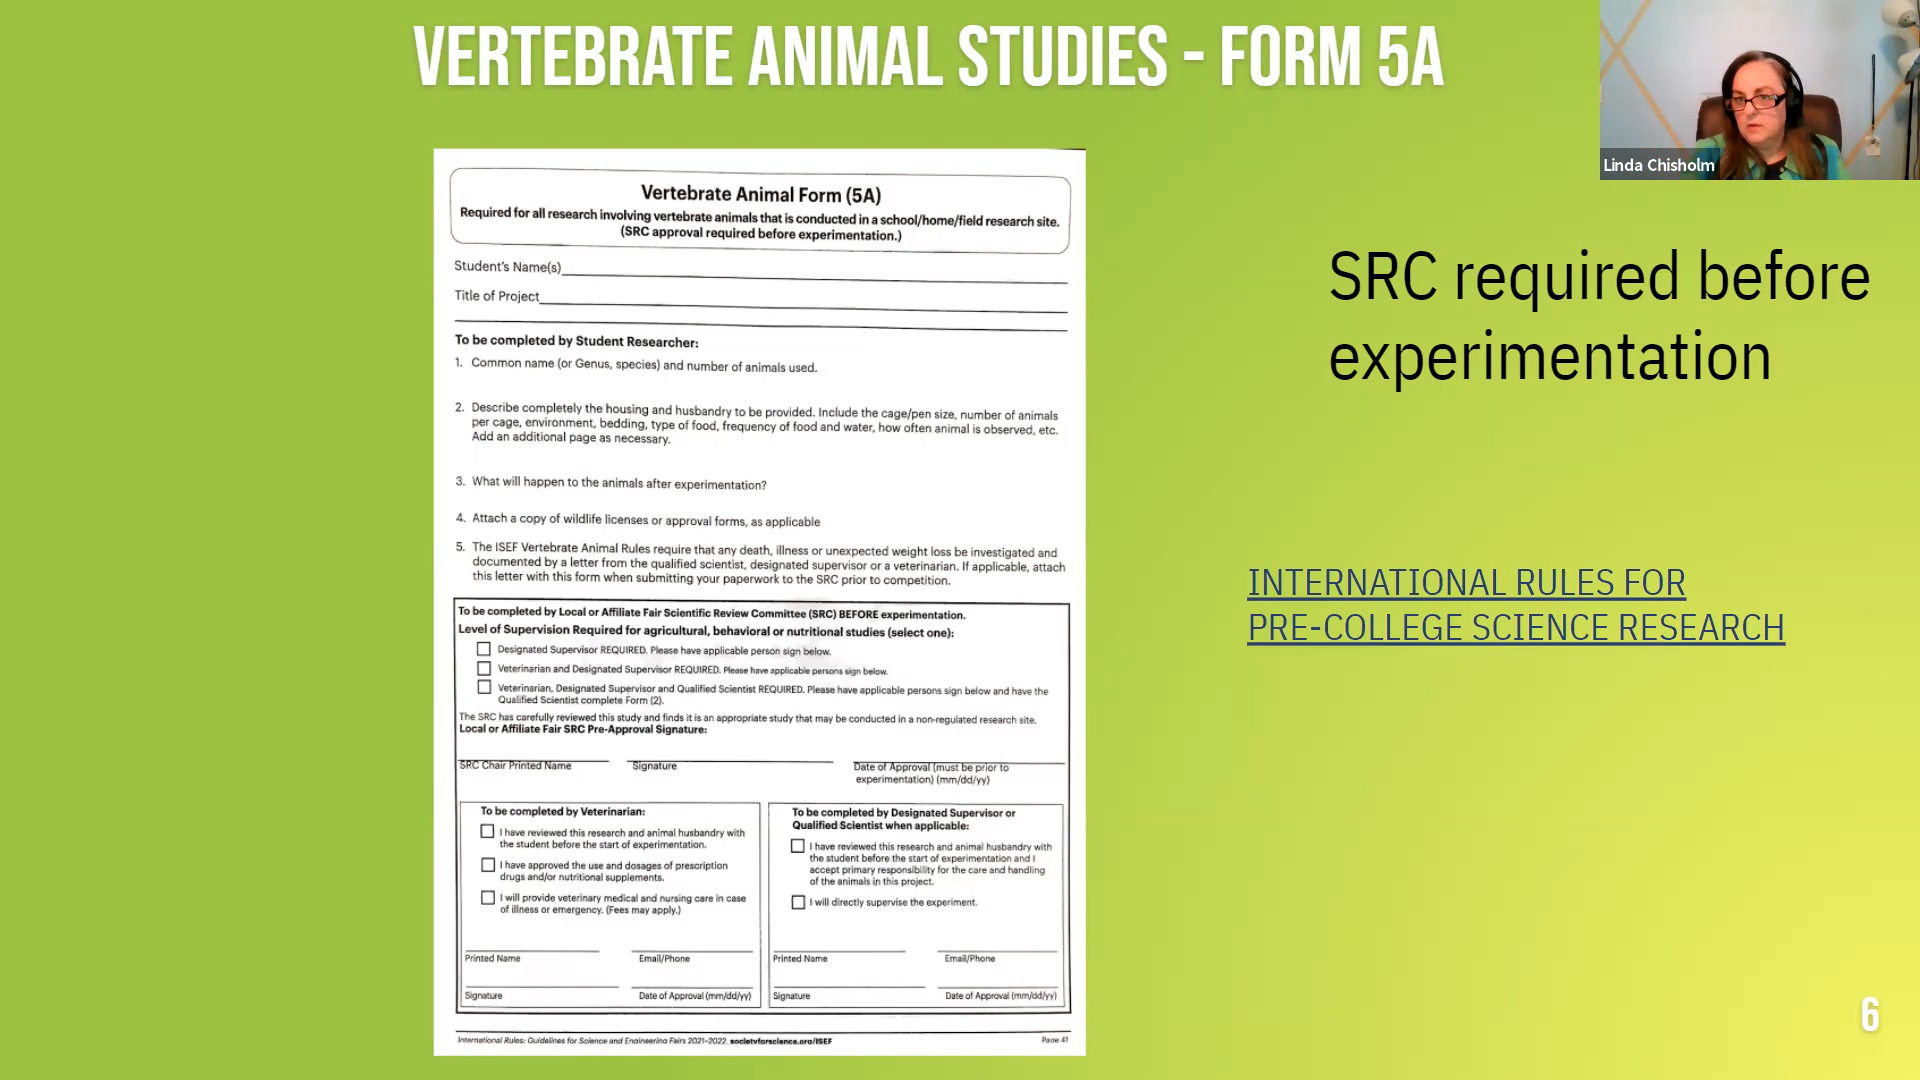 VERTEBRATE ANIMAL STUDIES - FORM 5A
Linda Chisholm
Vertebrate Animal Form (5A)
Required for all research involving vertebrate animals that is conducted in a school/home/field research site.
(SRC approval required before experimentation.)
Student's Name(s)
Title of Project
To be completed by Student Researcher:
1. Common name (or Genus, species) and number of animals used.
2. Describe completely the housing and husbandry to be provided. Include the cage/pen size, number of animals
per cage, environment, bedding, type of food, frequency of food and water, how often animal is observed, etc.
Add an additional page as necessary.
3. What will happen to the animals after experimentation?
4. Attach a copy of wildlife licenses or approval forms, as applicable
5. The ISEF Vertebrate Animal Rules require that any death, illness or unexpected weight loss be investigated and
documented by a letter from the qualified scientist, designated supervisor or a veterinarian. If applicable, attach
this letter with this form when submitting your paperwork to the SRC prior to competition.
To be completed by Local or Affiliate Fair Scientific Review Committee (SRC) BEFORE experimentation.
Level of Supervision Required for agricultural, behavioral or nutritional studies (select one):
Designated Supervisor REQUIRED. Please have applicable person sign below.
Veterinarian and Designated Supervisor REQUIRED. Please have applicable persons sign below.
Veterinarian, Designated Supervisor and Qualified Scientist REQUIRED. Please have applicable persons sign below and have the
Qualified Scientist complete Form (2).
The SRC has carefully reviewed this study and finds it is an appropriate study that may be conducted in a non-regulated research site.
Local or Affiliate Fair SRC Pre-Approval Signature:
SRC Chair Printed Name
Signature
Date of Approval (must be prior to
experimentation) (mm/dd/yy)
To be completed by Veterinarian:
I have reviewed this research and animal husbandry with
the student before the start of experimentation.
I have approved the use and dosages of prescription
drugs and/or nutritional supplements.
I will provide veterinary medical and nursing care in case
of illness or emergency. (Fees may apply.)
Printed Name
Email/Phone
Signature
Date of Approval (mm/dd/yy)
To be completed by Designated Supervisor or
Qualified Scientist when applicable:
I have reviewed this research and animal husbandry with
the student before the start of experimentation and I
accept primary responsibility for the care and handling
of the animals in this project.
I will directly supervise the experiment.
Printed Name
Email/Phone
Signature
Date of Approval (mm/dd/yy)
International Rules: Guidelines for Science and Engineering Fairs 2021-2022, societyforscience.org/ISEF
Page 41
SRC required before
experimentation
INTERNATIONAL RULES FOR
PRE-COLLEGE SCIENCE RESEARCH
6